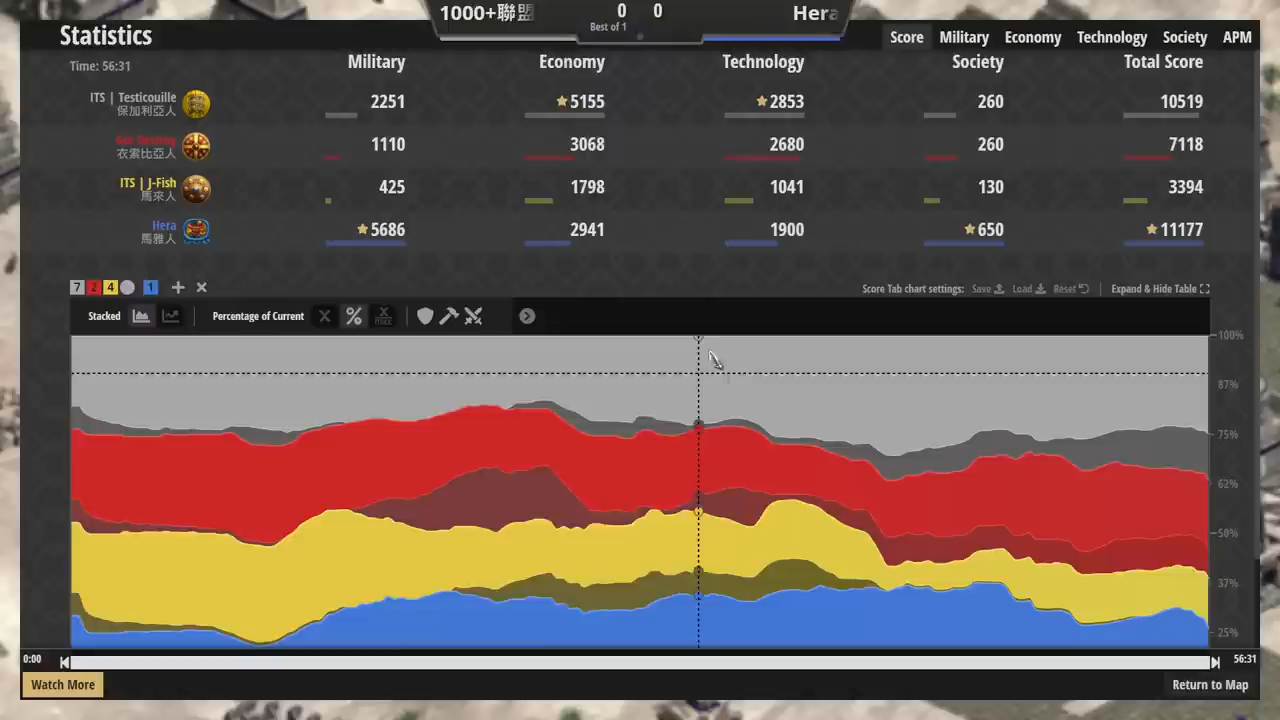 1000+聯盟
0 0
Best of 1
Hera
Statistics
Score Military Economy Technology Society APM
Time: 56:31
Military Economy Technology Society Total Score
ITS | Testicouille
保加利亞人
2251 5155 2853 260 10519
衣索比亞人
1110 3068 2680 260 7118
ITS | J-Fish
馬來人
425 1798 1041 130 3394
Hera
馬雅人
5686 2941 1900 650 11177
7 2 4 1
Score Tab chart settings: Save Load Reset Expand & Hide Table
Stacked Percentage of Current X %
100%
87%
75%
62%
50%
37%
25%
0:00 56:31
Watch More Return to Map